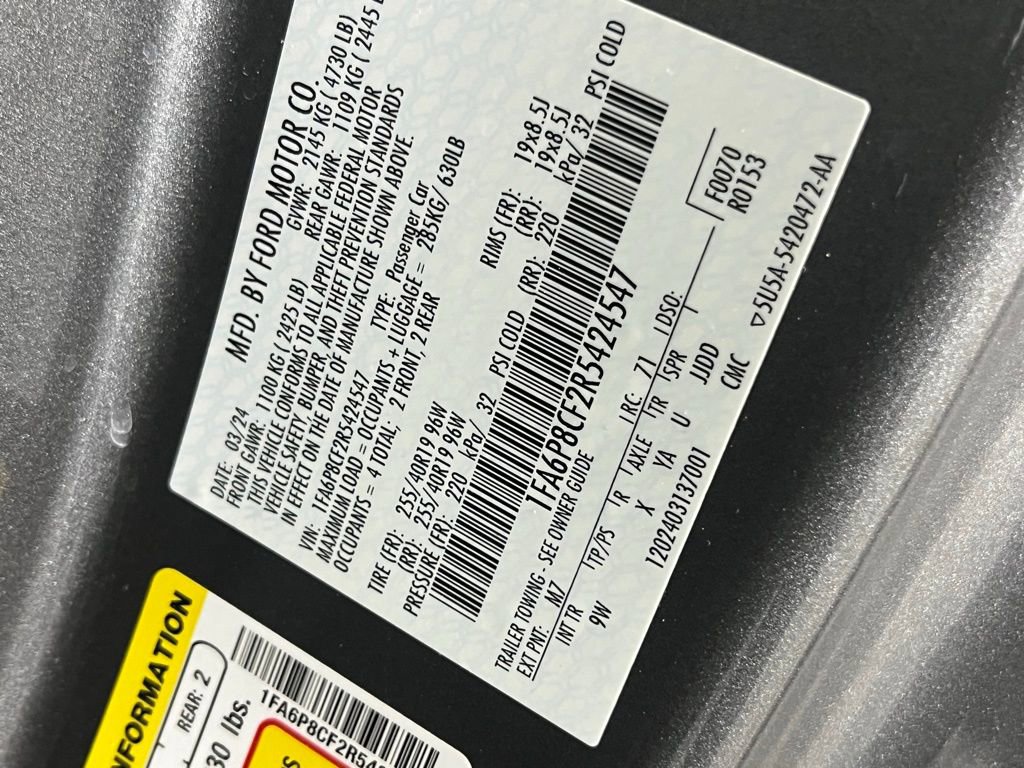 MFD. BY FORD MOTOR CO.
DATE: 03/24 GVWR: 2145 KG ( 4730 LB)
FRONT GAWR: 1100 KG ( 2425 LB) REAR GAWR: 1109 KG ( 2445
THIS VEHICLE CONFORMS TO ALL APPLICABLE FEDERAL MOTOR
VEHICLE SAFETY, BUMPER, AND THEFT PREVENTION STANDARDS
IN EFFECT ON THE DATE OF MANUFACTURE SHOWN ABOVE.
VIN: 1FA6P8CF2R5424547 TYPE: Passenger Car
MAXIMUM LOAD = OCCUPANTS + LUGGAGE = 285KG/ 630LB
OCCUPANTS = 4 TOTAL; 2 FRONT, 2 REAR
TIRE (FR): 255/40R19 96W RIMS (FR): 19x8.5J
(RR): 255/40R19 96W (RR): 19x8.5J
PRESSURE (FR): 220 kPa/ 32 PSI COLD (RR): 220 kPa/ 32 PSI COLD
1FA6P8CF2R5424547
TRAILER TOWING - SEE OWNER GUIDE
EXT PNT: M7 RC: 71 DSO: F0070
INT TR TP/PS R AXLE TR SPR R0153
9W X YA U JJDD
1202403137001 CMC
▽5U5A-5420472-AA
NFORMATION
REAR: 2
30 lbs.
1FA6P8CF2R54
s